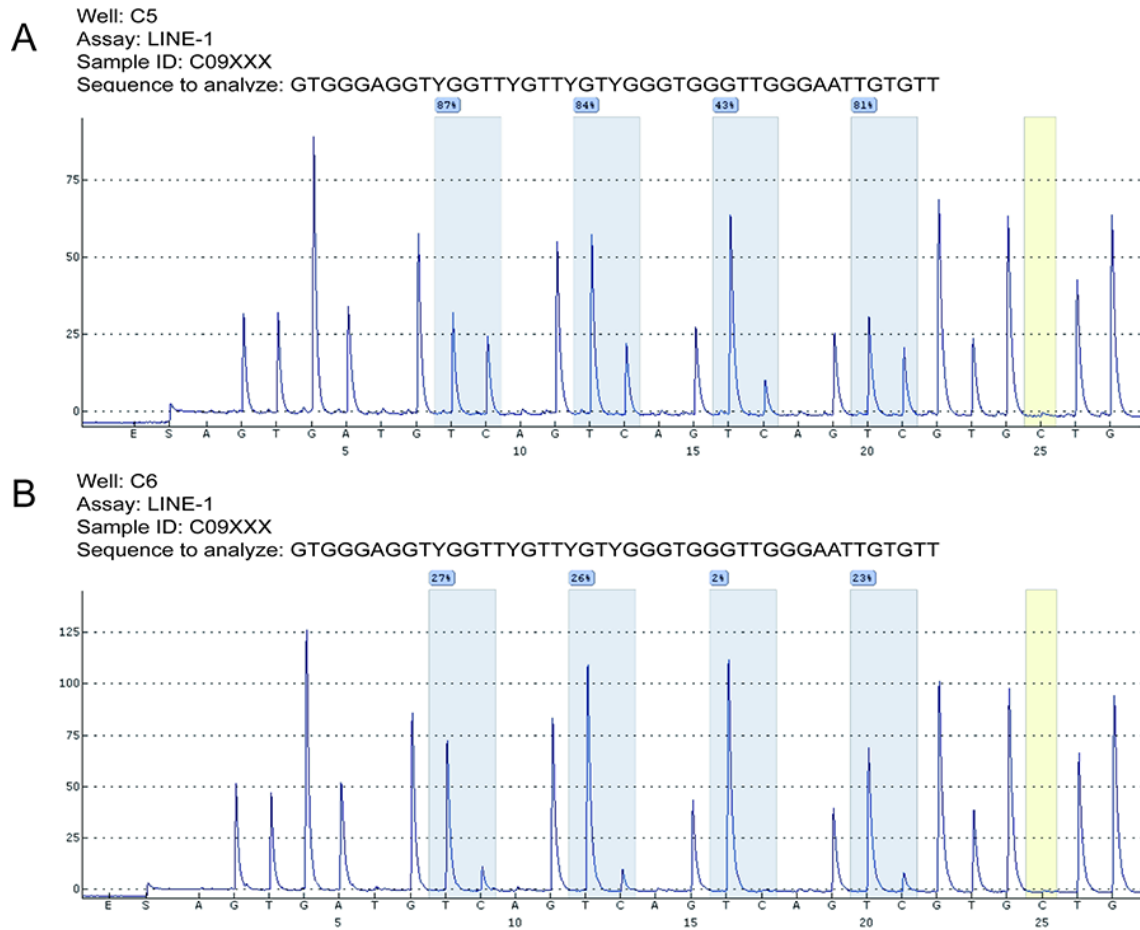 A
Well: C5
Assay: LINE-1
Sample ID: C09XXX
Sequence to analyze: GTGGGAGGTYGGTTYGTTYGTYGGGTGGGTTGGGAATTGTGTT
87% 84% 43% 81%
75
50
25
0
E S A G T G A T G T C A G T C A G T C A G T C G T G C T G
5 10 15 20 25
B
Well: C6
Assay: LINE-1
Sample ID: C09XXX
Sequence to analyze: GTGGGAGGTYGGTTYGTTYGTYGGGTGGGTTGGGAATTGTGTT
27% 26% 2% 23%
125
100
75
50
25
0
E S A G T G A T G T C A G T C A G T C A G T C G T G C T G
5 10 15 20 25